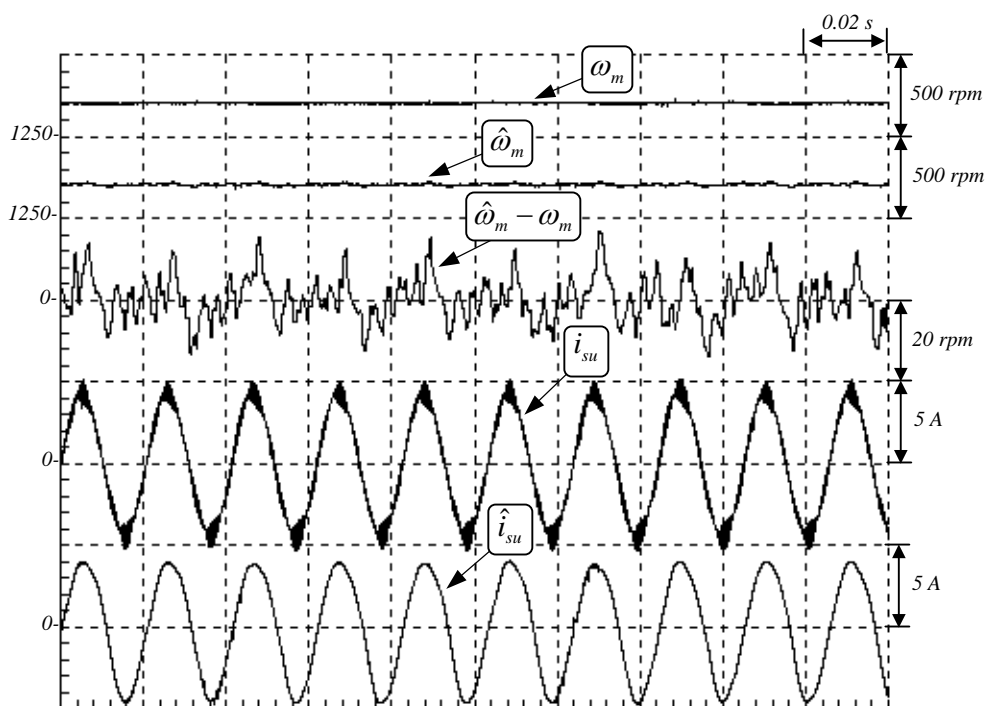 0.02 s
ω_m
500 rpm
1250-
ω̂_m
500 rpm
1250-
ω̂_m − ω_m
0-
20 rpm
i_su
5 A
0-
î_su
5 A
0-